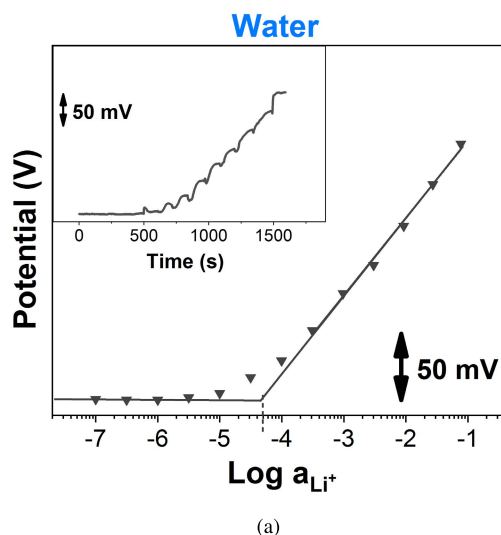 Water
50 mV
0 500 1000 1500
Time (s)
Potential (V)
50 mV
-7 -6 -5 -4 -3 -2 -1
Log aLi+
(a)